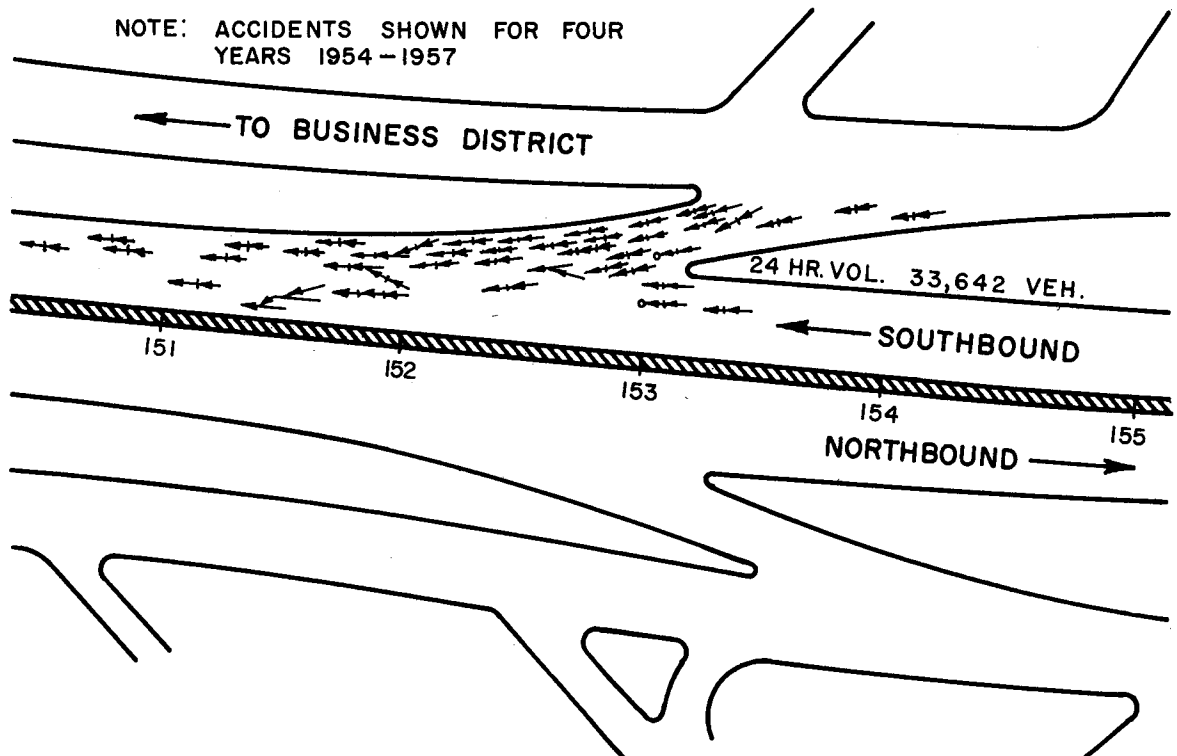 NOTE: ACCIDENTS SHOWN FOR FOUR
YEARS 1954-1957
TO BUSINESS DISTRICT
24 HR. VOL. 33,642 VEH.
SOUTHBOUND
151
152
153
154
155
NORTHBOUND